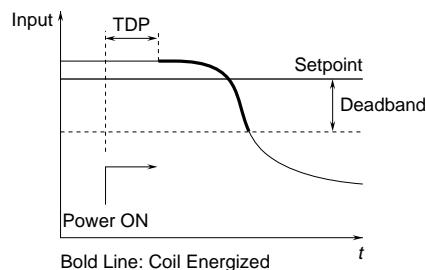 Input
TDP
Setpoint
Deadband
Power ON
t
Bold Line: Coil Energized